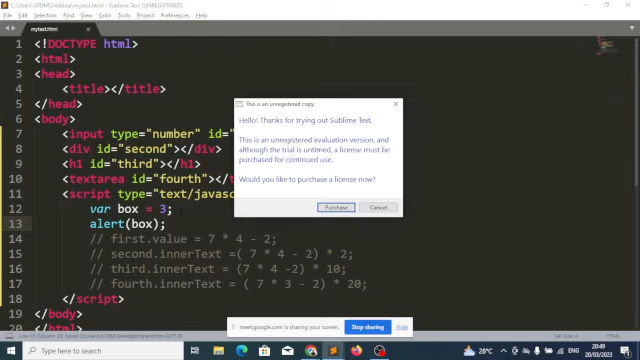 C:\Users\ATOM\Desktop\mytest.html - Sublime Text (UNREGISTERED)
File Edit Selection Find View Goto Tools Project Preferences Help
mytest.html
1 <!DOCTYPE html>
2 <html>
3 <head>
4 <title></title>
5 </head>
6 <body>
7 <input type="number" id="
8 <div id="second"></div>
9 <h1 id="third"></h1>
10 <textarea id="fourth"></t
11 <script type="text/javasc
12 var box = 3;
13 alert(box);
14 // first.value = 7 * 4 - 2;
15 // second.innerText =( 7 * 4 - 2) * 2;
16 // third.innerText = (7 * 4 -2) * 10;
17 // fourth.innerText = ( 7 * 3 - 2) * 20;
18 </script>
19 </body>
20 </html>
This is an unregistered copy
Hello! Thanks for trying out Sublime Text.
This is an unregistered evaluation version, and
although the trial is untimed, a license must be
purchased for continued use.
Would you like to purchase a license now?
Purchase Cancel
meet.google.com is sharing your screen. Stop sharing Hide
Tab Size: 4 HTML
Type here to search
28°C ENG 20:49
20/03/2023